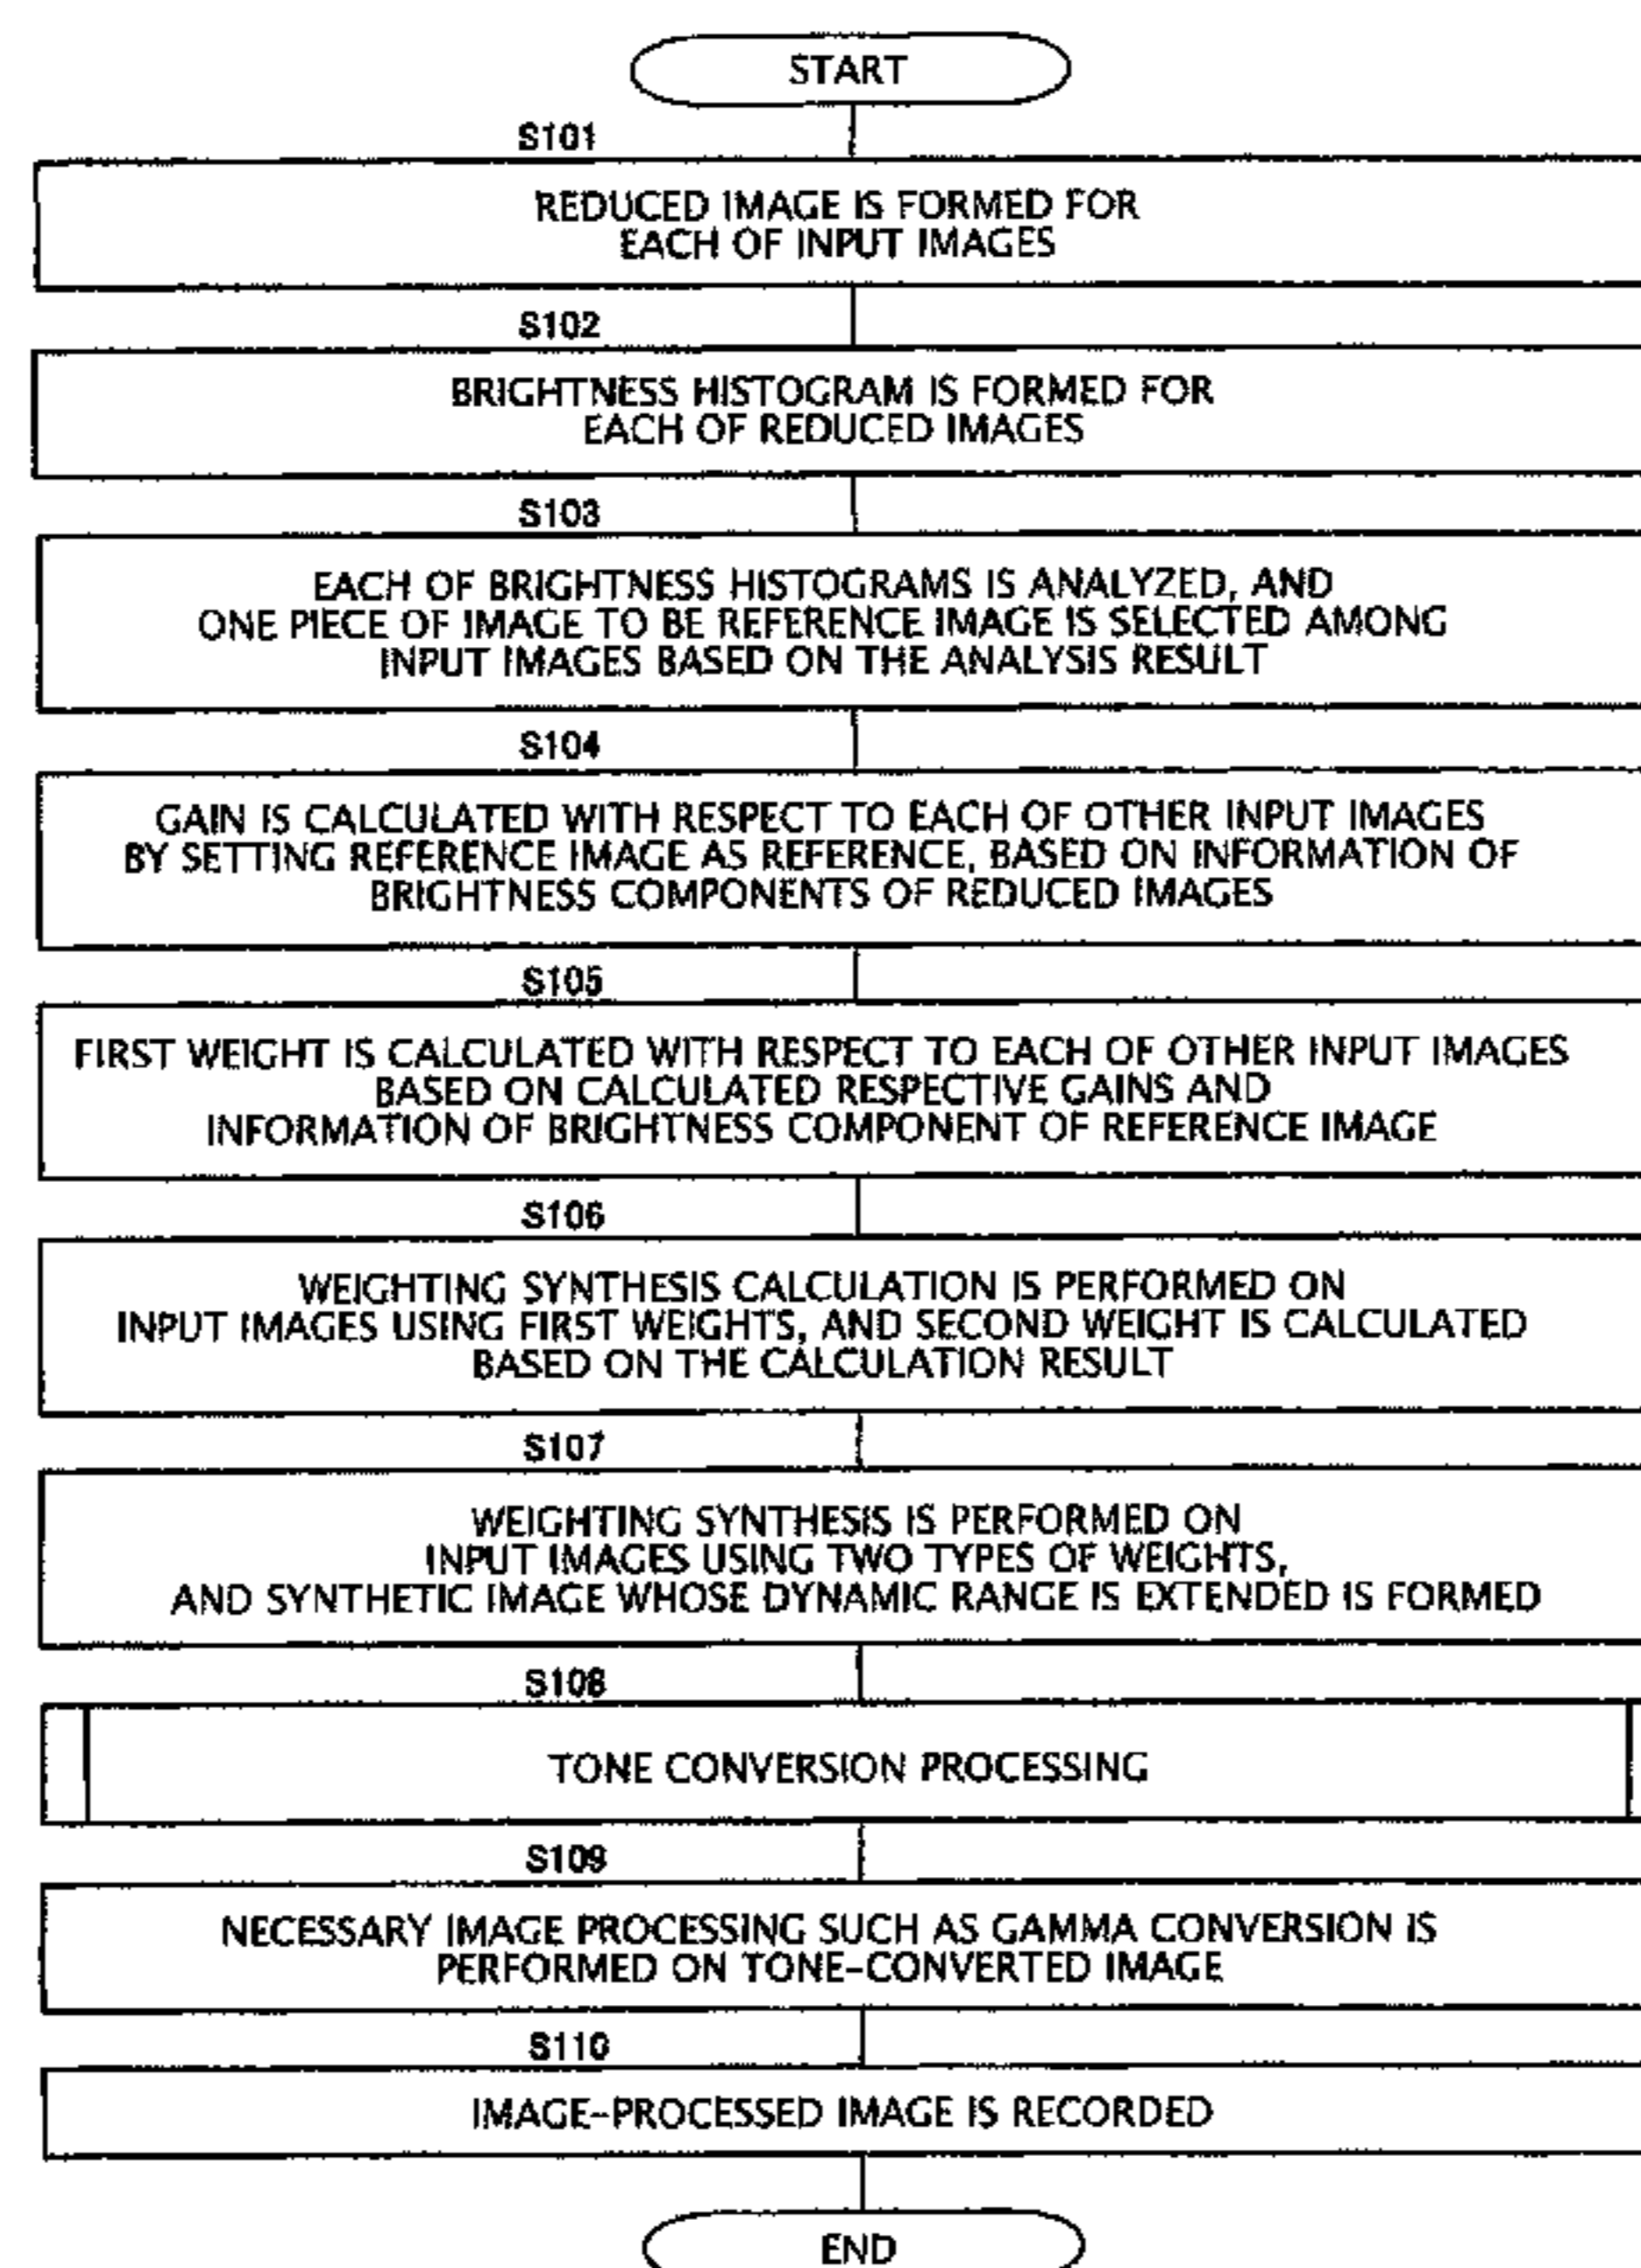 START
S101
REDUCED IMAGE IS FORMED FOR
EACH OF INPUT IMAGES
S102
BRIGHTNESS HISTOGRAM IS FORMED FOR
EACH OF REDUCED IMAGES
S103
EACH OF BRIGHTNESS HISTOGRAMS IS ANALYZED, AND
ONE PIECE OF IMAGE TO BE REFERENCE IMAGE IS SELECTED AMONG
INPUT IMAGES BASED ON THE ANALYSIS RESULT
S104
GAIN IS CALCULATED WITH RESPECT TO EACH OF OTHER INPUT IMAGES
BY SETTING REFERENCE IMAGE AS REFERENCE, BASED ON INFORMATION OF
BRIGHTNESS COMPONENTS OF REDUCED IMAGES
S105
FIRST WEIGHT IS CALCULATED WITH RESPECT TO EACH OF OTHER INPUT IMAGES
BASED ON CALCULATED RESPECTIVE GAINS AND
INFORMATION OF BRIGHTNESS COMPONENT OF REFERENCE IMAGE
S106
WEIGHTING SYNTHESIS CALCULATION IS PERFORMED ON
INPUT IMAGES USING FIRST WEIGHTS, AND SECOND WEIGHT IS CALCULATED
BASED ON THE CALCULATION RESULT
S107
WEIGHTING SYNTHESIS IS PERFORMED ON
INPUT IMAGES USING TWO TYPES OF WEIGHTS,
AND SYNTHETIC IMAGE WHOSE DYNAMIC RANGE IS EXTENDED IS FORMED
S108
TONE CONVERSION PROCESSING
S109
NECESSARY IMAGE PROCESSING SUCH AS GAMMA CONVERSION IS
PERFORMED ON TONE-CONVERTED IMAGE
S110
IMAGE-PROCESSED IMAGE IS RECORDED
END